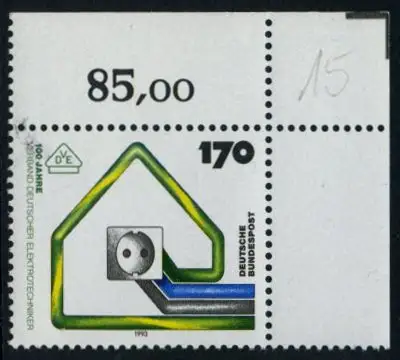 85,00
15
170
VDE
100 JAHRE
VERBAND DEUTSCHER ELEKTROTECHNIKER
DEUTSCHE
BUNDESPOST
1993